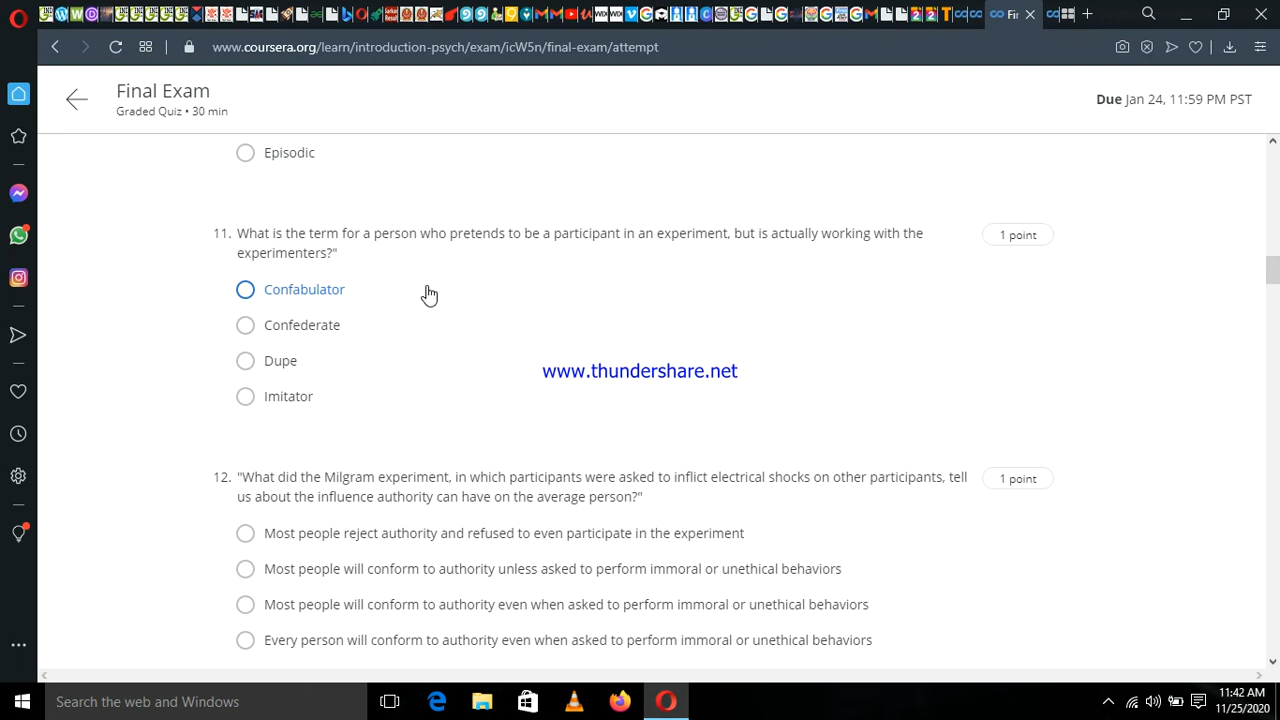 Fir
www.coursera.org/learn/introduction-psych/exam/icW5n/final-exam/attempt
Final Exam
Graded Quiz • 30 min
Due Jan 24, 11:59 PM PST
Episodic
11. What is the term for a person who pretends to be a participant in an experiment, but is actually working with the
experimenters?"
1 point
Confabulator
Confederate
Dupe
www.thundershare.net
Imitator
12. "What did the Milgram experiment, in which participants were asked to inflict electrical shocks on other participants, tell
us about the influence authority can have on the average person?"
1 point
Most people reject authority and refused to even participate in the experiment
Most people will conform to authority unless asked to perform immoral or unethical behaviors
Most people will conform to authority even when asked to perform immoral or unethical behaviors
Every person will conform to authority even when asked to perform immoral or unethical behaviors
Search the web and Windows
11:42 AM
11/25/2020